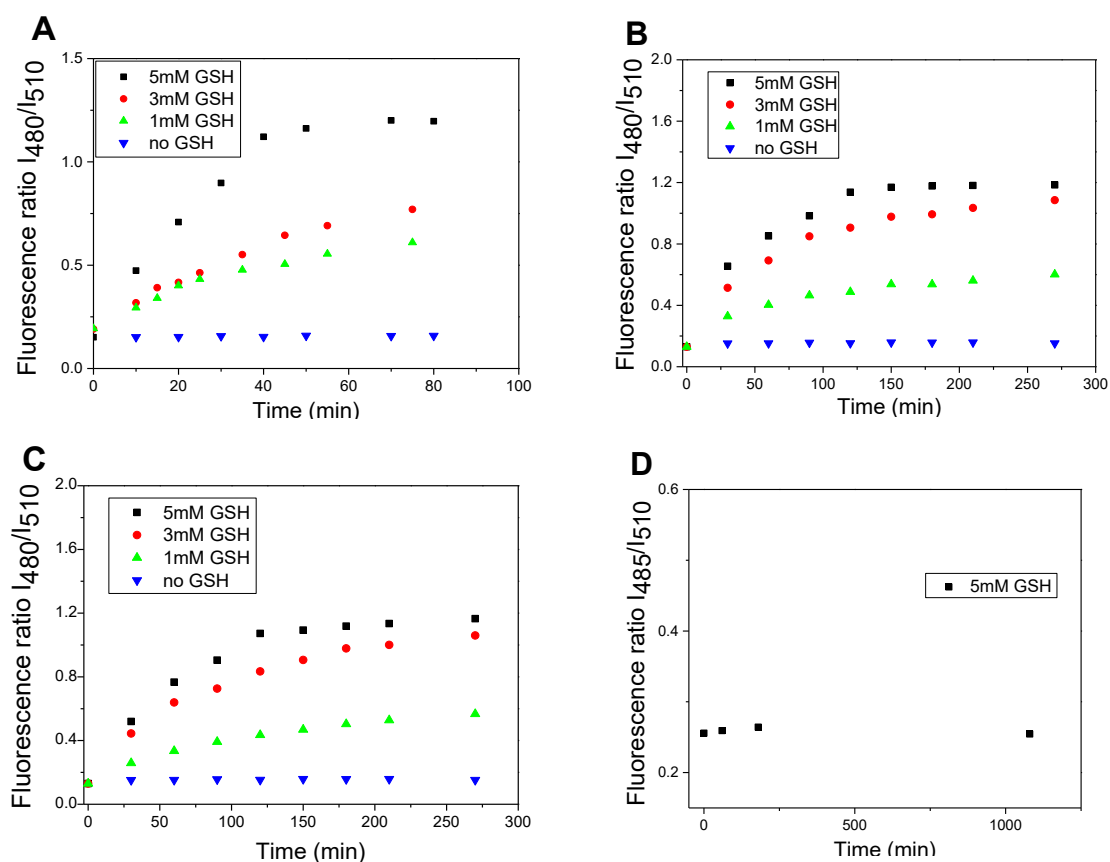 A
Fluorescence ratio I480/I510
1.5
1.0
0.5
0.0
5mM GSH
3mM GSH
1mM GSH
no GSH
0 20 40 60 80 100
Time (min)
B
Fluorescence ratio I480/I510
2.0
1.6
1.2
0.8
0.4
0.0
5mM GSH
3mM GSH
1mM GSH
no GSH
0 50 100 150 200 250 300
Time (min)
C
Fluorescence ratio I480/I510
2.0
1.6
1.2
0.8
0.4
0.0
5mM GSH
3mM GSH
1mM GSH
no GSH
0 50 100 150 200 250 300
Time (min)
D
Fluorescence ratio I485/I510
0.6
0.4
0.2
5mM GSH
0 500 1000
Time (min)